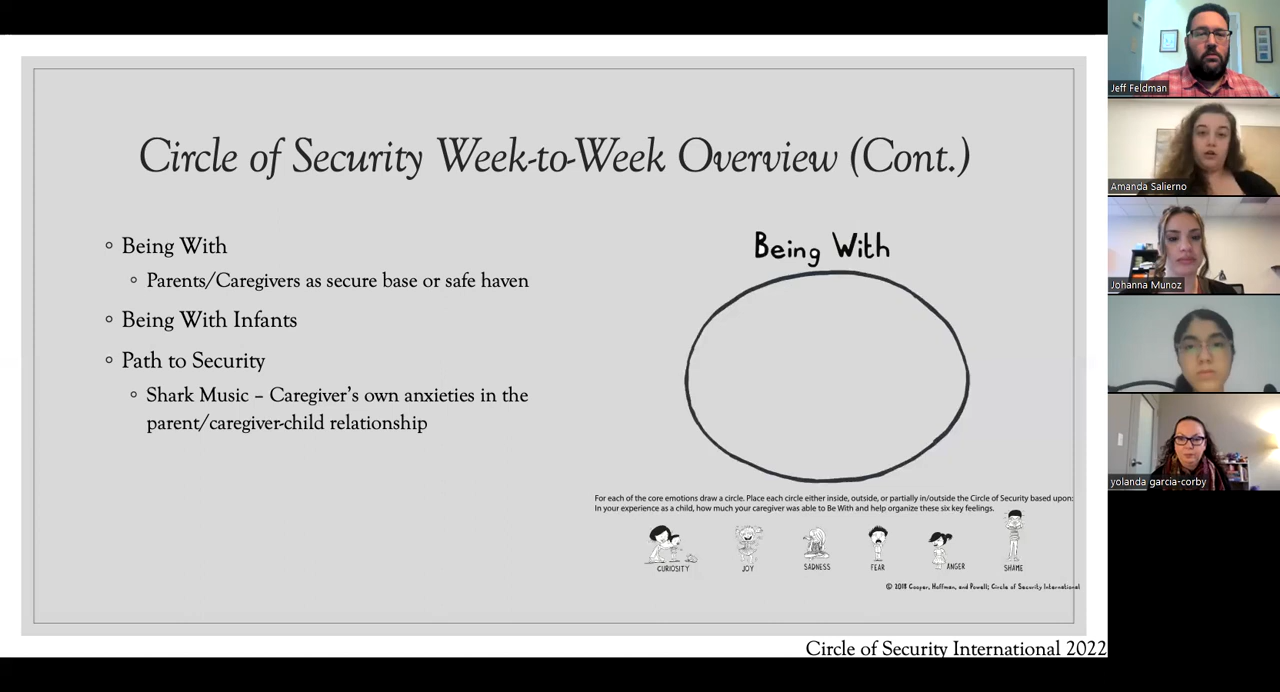 Circle of Security Week-to-Week Overview (Cont.)
Being With
Parents/Caregivers as secure base or safe haven
Being With Infants
Path to Security
Shark Music – Caregiver's own anxieties in the
parent/caregiver-child relationship
Being With
For each of the core emotions draw a circle. Place each circle either inside, outside, or partially in/outside the Circle of Security based upon:
In your experience as a child, how much your caregiver was able to Be With and help organize these six key feelings.
CURIOSITY JOY SADNESS FEAR ANGER SHAME
© 2018 Cooper, Hoffman, and Powell; Circle of Security International
Circle of Security International 2022
Jeff Feldman
Amanda Salierno
Johanna Munoz
yolanda garcia-corby